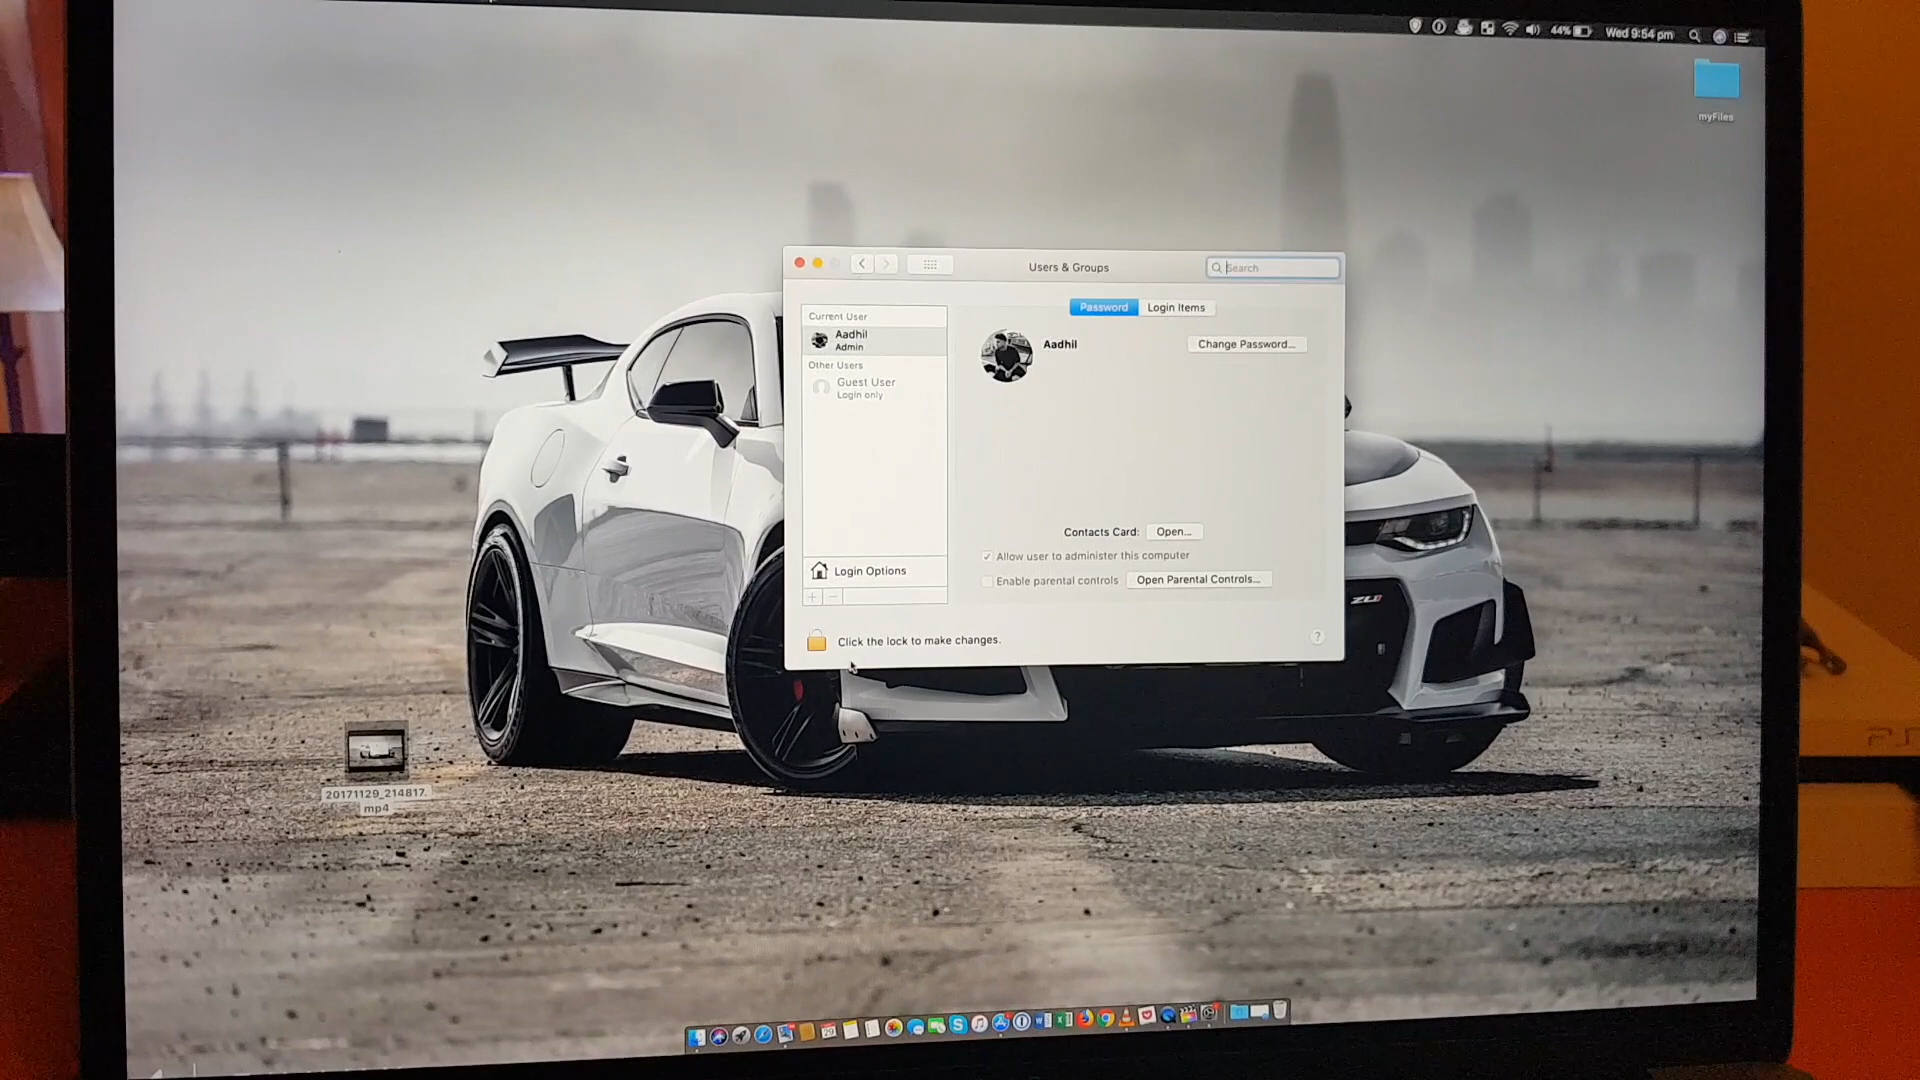 44%
Wed 9:54 pm
myFiles
Users & Groups
Search
Password
Login Items
Current User
Aadhil
Admin
Other Users
Guest User
Login only
Aadhil
Change Password...
Contacts Card:
Open...
Allow user to administer this computer
Enable parental controls
Open Parental Controls...
Login Options
+
−
Click the lock to make changes.
?
ZL1
20171129_214817.
mp4
29
PS